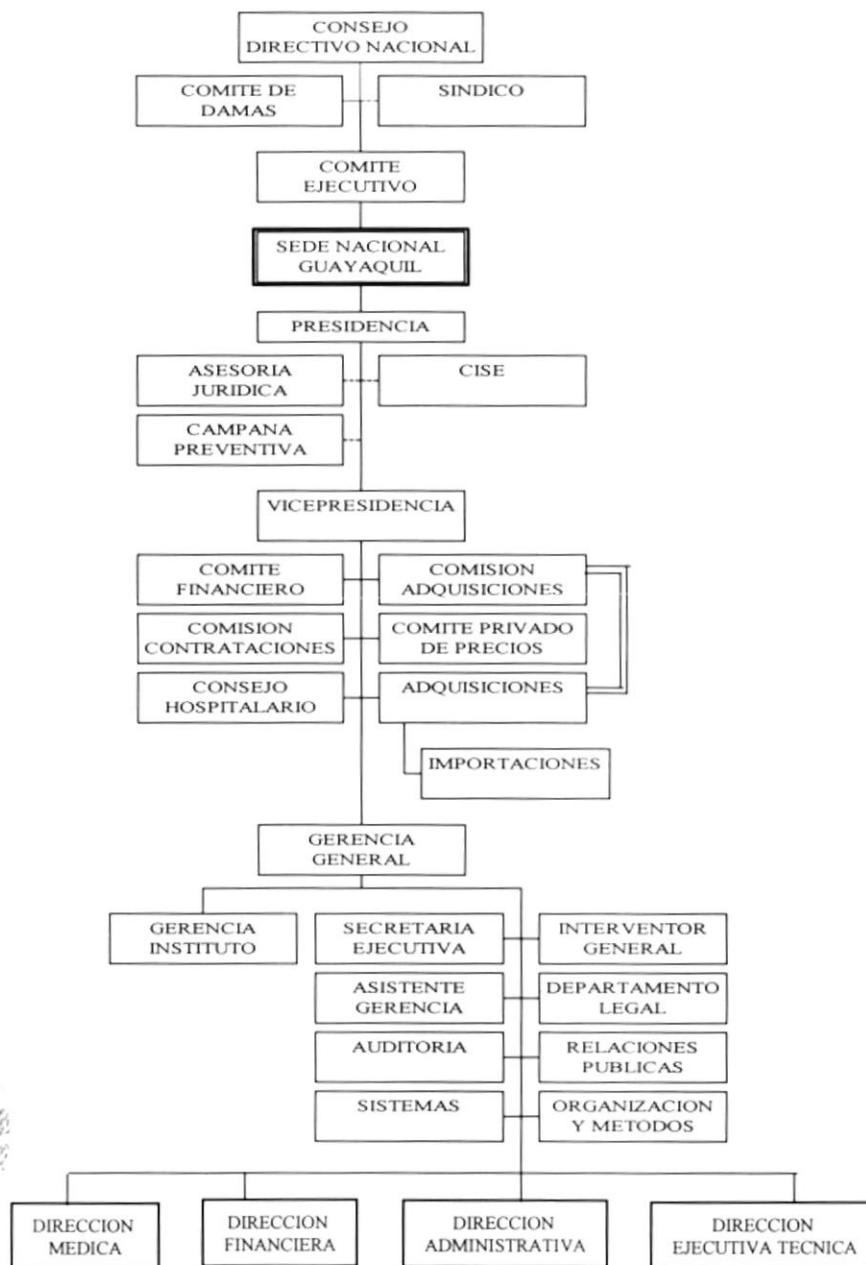 CONSEJO
DIRECTIVO NACIONAL
COMITE DE
DAMAS
SINDICO
COMITE
EJECUTIVO
SEDE NACIONAL
GUAYAQUIL
PRESIDENCIA
ASESORIA
JURIDICA
CISE
CAMPANA
PREVENTIVA
VICEPRESIDENCIA
COMITE
FINANCIERO
COMISION
ADQUISICIONES
COMISION
CONTRATACIONES
COMITE PRIVADO
DE PRECIOS
CONSEJO
HOSPITALARIO
ADQUISICIONES
IMPORTACIONES
GERENCIA
GENERAL
GERENCIA
INSTITUTO
SECRETARIA
EJECUTIVA
INTERVENTOR
GENERAL
ASISTENTE
GERENCIA
DEPARTAMENTO
LEGAL
AUDITORIA
RELACIONES
PUBLICAS
SISTEMAS
ORGANIZACION
Y METODOS
DIRECCION
MEDICA
DIRECCION
FINANCIERA
DIRECCION
ADMINISTRATIVA
DIRECCION
EJECUTIVA TECNICA